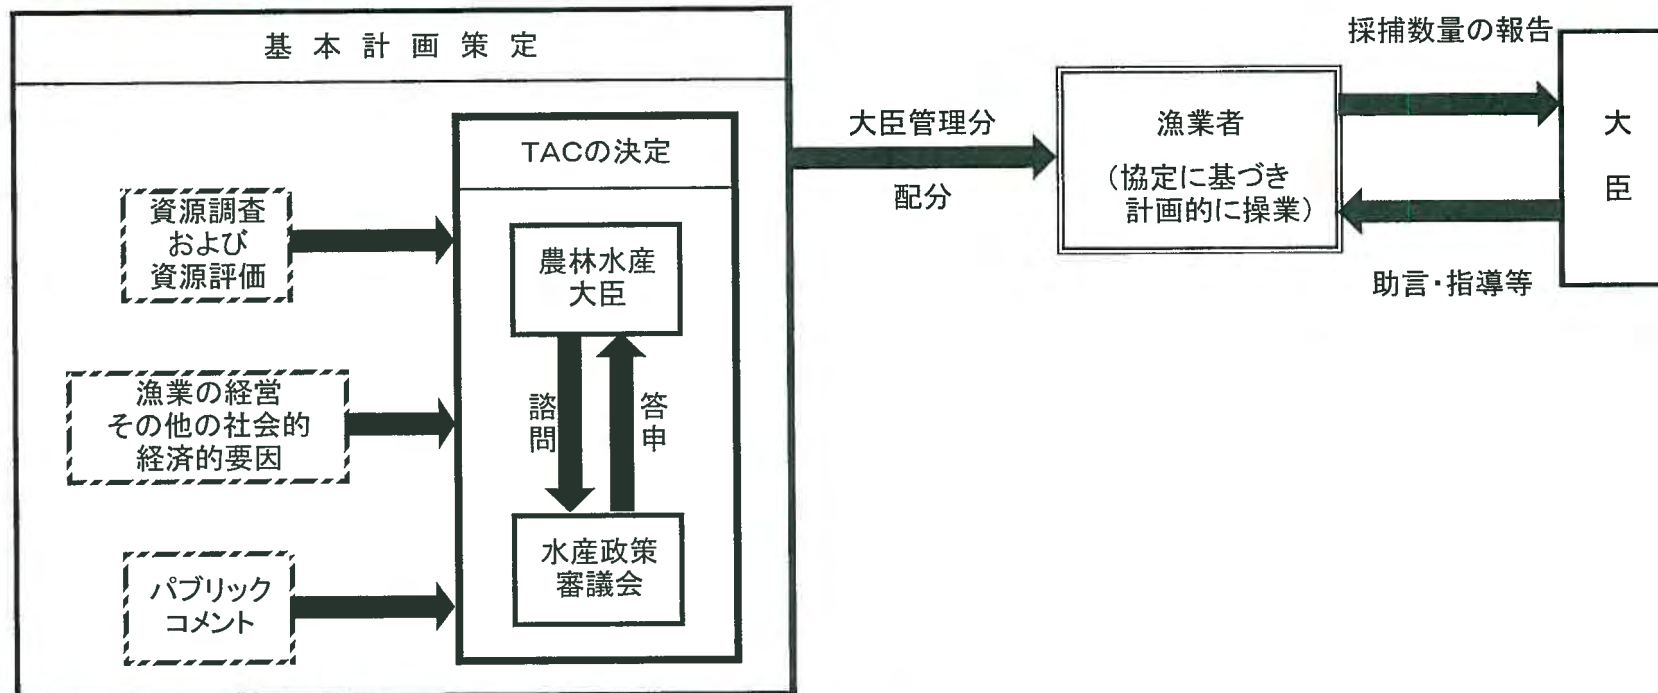 基本計画策定
TACの決定
資源調査
および
資源評価
漁業の経営
その他の社会的
経済的要因
パブリック
コメント
農林水産
大臣
諮問
答申
水産政策
審議会
大臣管理分
配分
漁業者
(協定に基づき
計画的に操業)
採捕数量の報告
助言・指導等
大臣